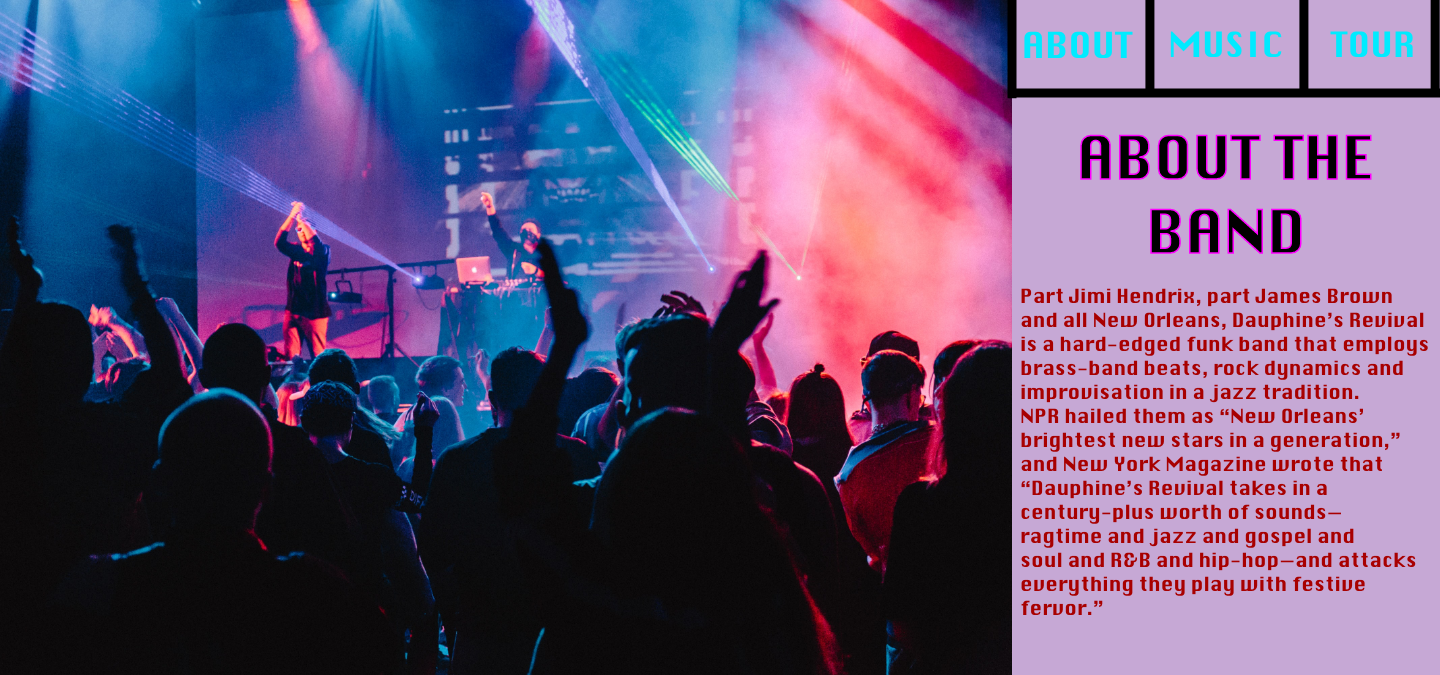 ABOUT MUSIC TOUR
ABOUT THE
BAND
Part Jimi Hendrix, part James Brown
and all New Orleans, Dauphine’s Revival
is a hard-edged funk band that employs
brass-band beats, rock dynamics and
improvisation in a jazz tradition.
NPR hailed them as “New Orleans’
brightest new stars in a generation,”
and New York Magazine wrote that
“Dauphine’s Revival takes in a
century-plus worth of sounds—
ragtime and jazz and gospel and
soul and R&B and hip-hop—and attacks
everything they play with festive
fervor.”